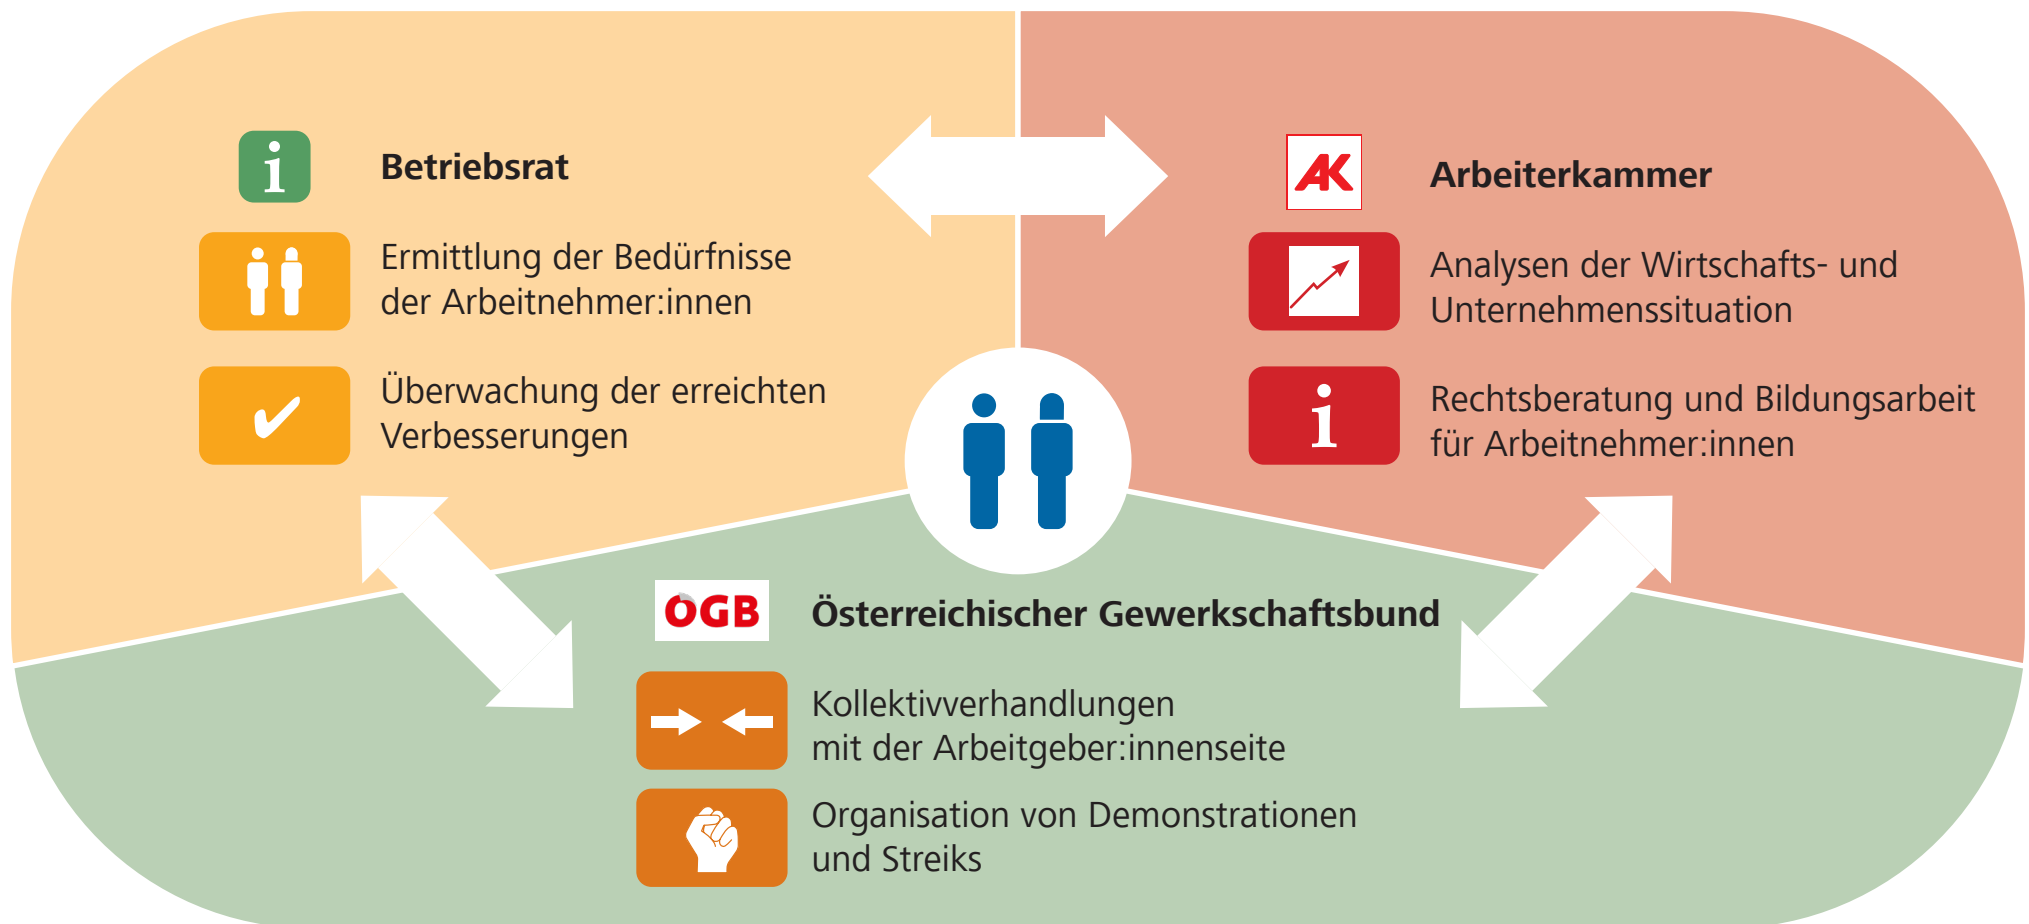 i
Betriebsrat
Ermittlung der Bedürfnisse
der Arbeitnehmer:innen
Überwachung der erreichten
Verbesserungen
AK
Arbeiterkammer
Analysen der Wirtschafts- und
Unternehmenssituation
i
Rechtsberatung und Bildungsarbeit
für Arbeitnehmer:innen
ÖGB
Österreichischer Gewerkschaftsbund
Kollektivverhandlungen
mit der Arbeitgeber:innenseite
Organisation von Demonstrationen
und Streiks